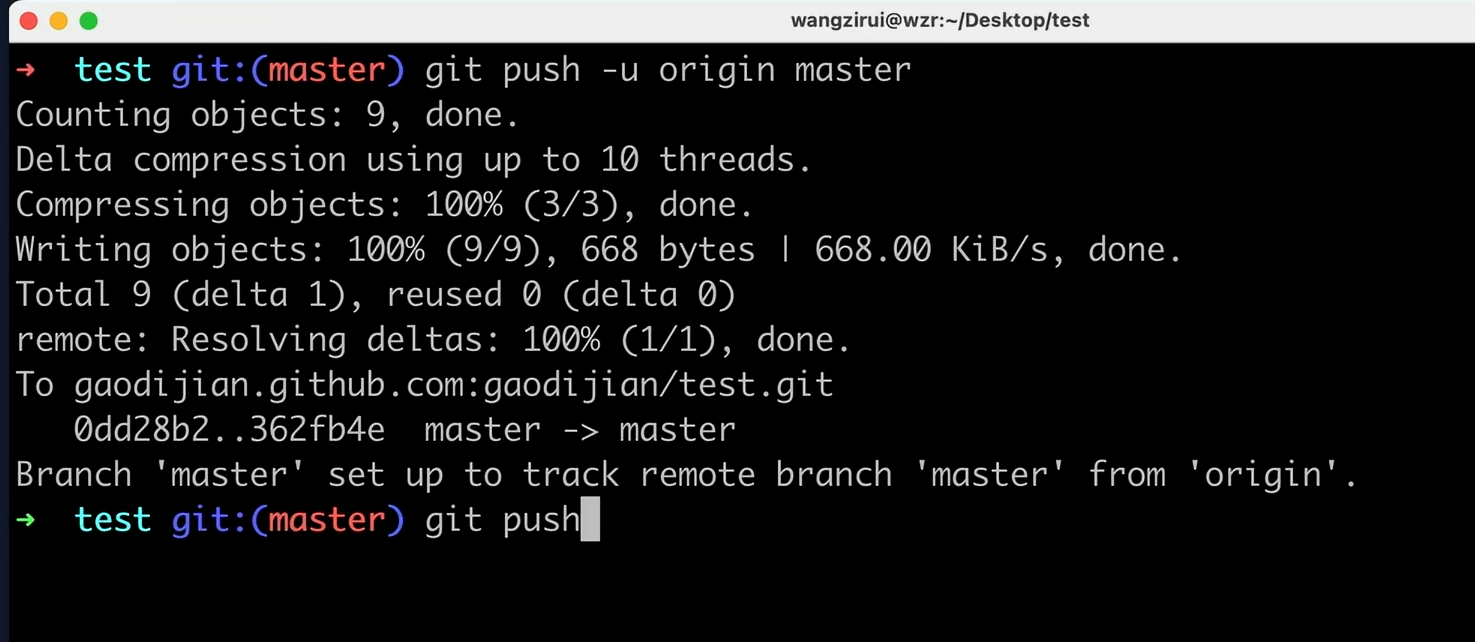 wangzirui@wzr:~/Desktop/test
➜ test git:(master) git push -u origin master
Counting objects: 9, done.
Delta compression using up to 10 threads.
Compressing objects: 100% (3/3), done.
Writing objects: 100% (9/9), 668 bytes | 668.00 KiB/s, done.
Total 9 (delta 1), reused 0 (delta 0)
remote: Resolving deltas: 100% (1/1), done.
To gaodijian.github.com:gaodijian/test.git
   0dd28b2..362fb4e  master -> master
Branch 'master' set up to track remote branch 'master' from 'origin'.
➜ test git:(master) git push